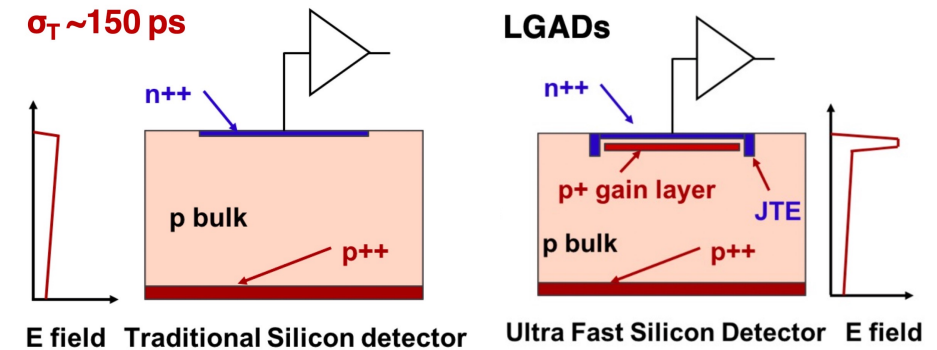 σT ~150 ps
n++
p bulk
p++
E field
Traditional Silicon detector
LGADs
n++
p+ gain layer
JTE
p bulk
p++
Ultra Fast Silicon Detector
E field